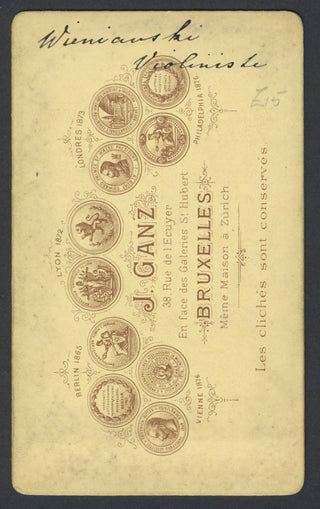 Wieniawski
Violiniste
£15
LONDRES 1873
PHILADELPHIA 1876
LYON 1872
BERLIN 1865
VIENNE 1876
J. GANZ
38. Rue de l'Ecuyer
En face des Galeries St. Hubert
BRUXELLES
Même Maison à Zurich
Les clichés sont conservés